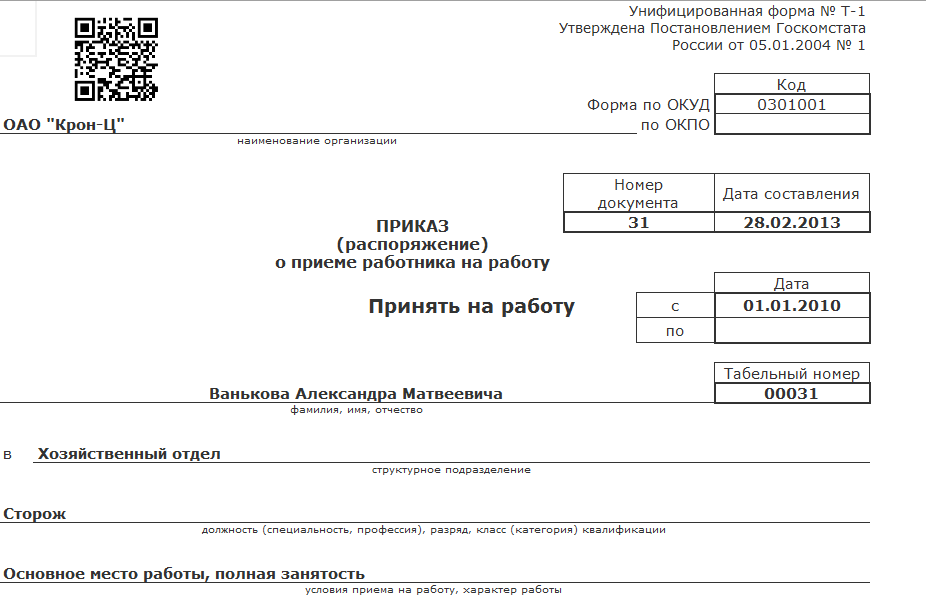 Унифицированная форма № Т-1
Утверждена Постановлением Госкомстата
России от 05.01.2004 № 1
Код
Форма по ОКУД 0301001
ОАО "Крон-Ц" по ОКПО
наименование организации
Номер документа Дата составления
31 28.02.2013
ПРИКАЗ
(распоряжение)
о приеме работника на работу
Дата
Принять на работу с 01.01.2010
по
Табельный номер
Ванькова Александра Матвеевича 00031
фамилия, имя, отчество
в Хозяйственный отдел
структурное подразделение
Сторож
должность (специальность, профессия), разряд, класс (категория) квалификации
Основное место работы, полная занятость
условия приема на работу, характер работы